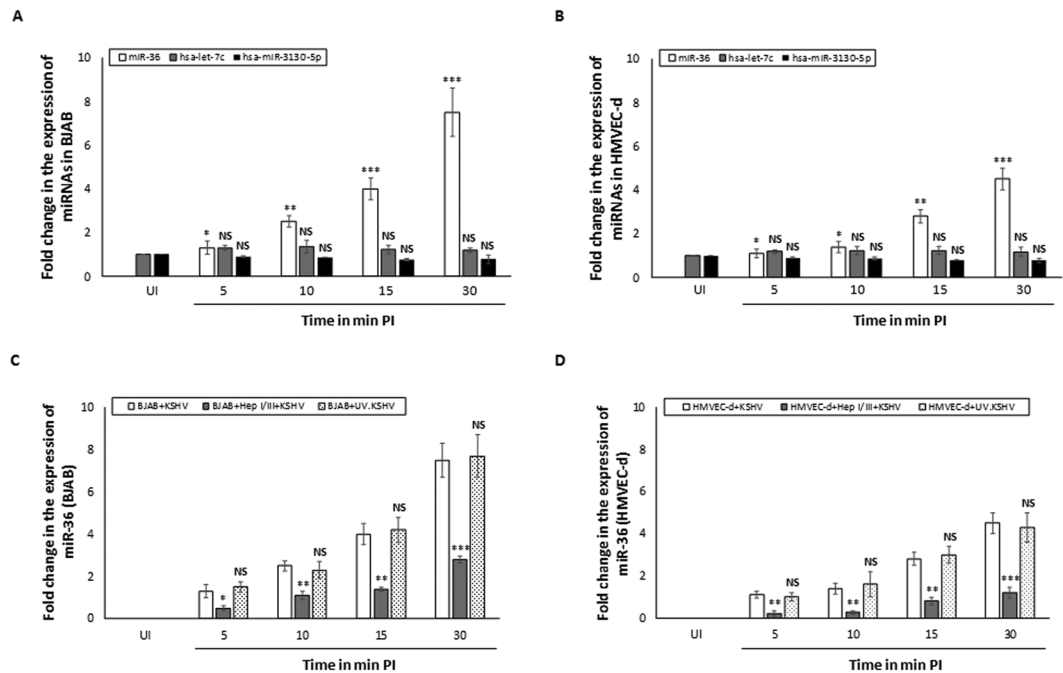 A
Fold change in the expression of
miRNAs in BJAB
10
8
6
4
2
0
miR-36 hsa-let-7c hsa-miR-3130-5p
* NS NS
** NS NS
*** NS NS
*** NS NS
UI 5 10 15 30
Time in min PI
B
Fold change in the expression of
miRNAs in HMVEC-d
10
8
6
4
2
0
miR-36 hsa-let-7c hsa-miR-3130-5p
* NS NS
* NS NS
** NS NS
*** NS NS
UI 5 10 15 30
Time in min PI
C
Fold change in the expression of
miR-36 (BJAB)
10
8
6
4
2
0
BJAB+KSHV BJAB+Hep I/III+KSHV BJAB+UV.KSHV
* NS
** NS
** NS
*** NS
UI 5 10 15 30
Time in min PI
D
Fold change in the expression of
miR-36 (HMVEC-d)
10
8
6
4
2
0
HMVEC-d+KSHV HMVEC-d+Hep I/III+KSHV HMVEC-d+UV.KSHV
** NS
** NS
** NS
*** NS
UI 5 10 15 30
Time in min PI